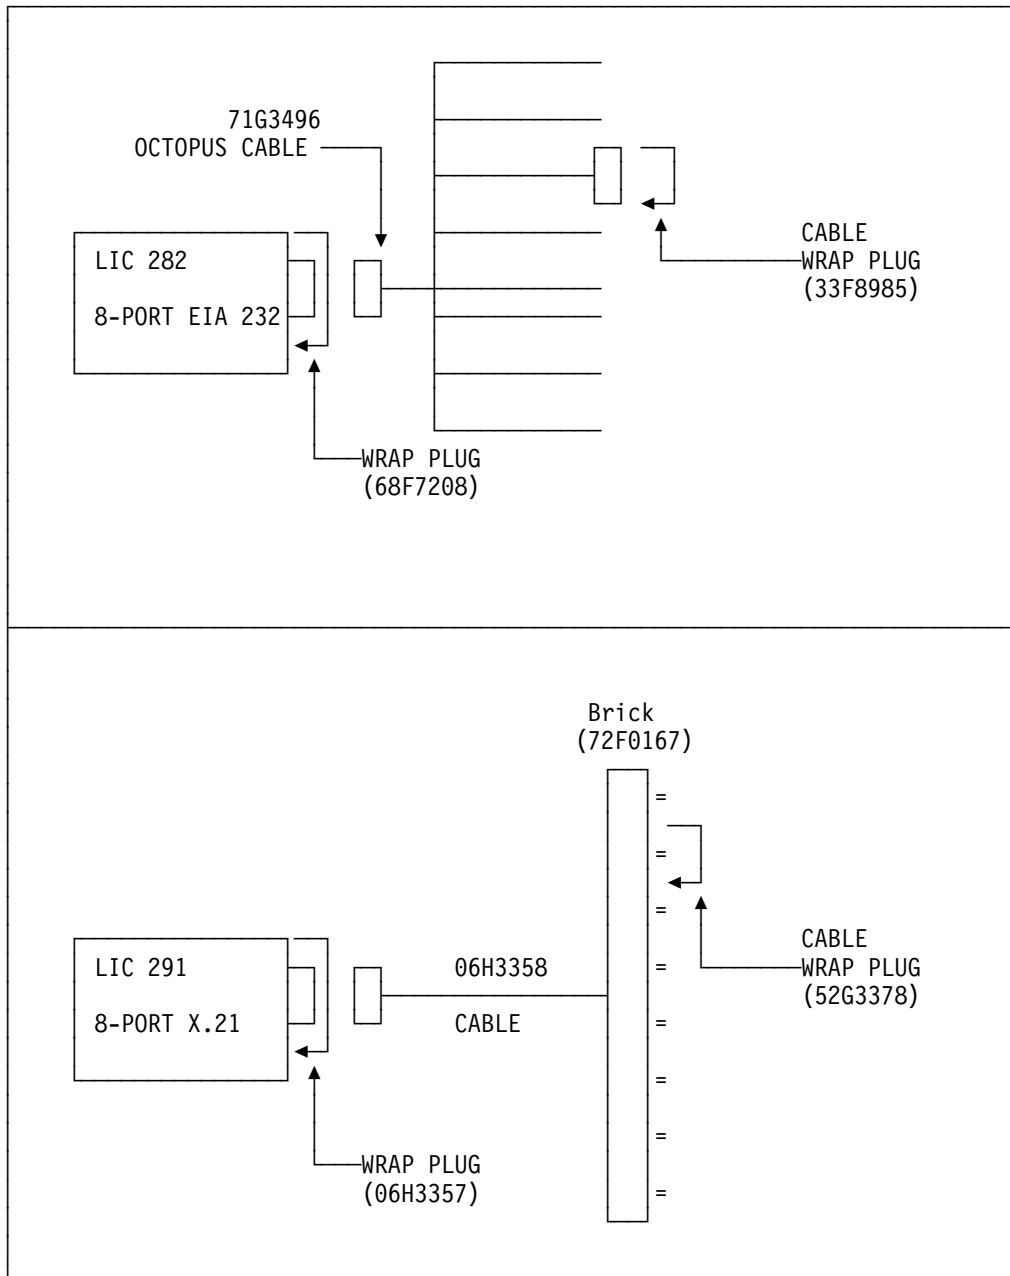 71G3496
OCTOPUS CABLE
LIC 282
8-PORT EIA 232
CABLE
WRAP PLUG
(33F8985)
WRAP PLUG
(68F7208)
Brick
(72F0167)
=
=
=
LIC 291
8-PORT X.21
06H3358
CABLE
=
=
=
=
=
CABLE
WRAP PLUG
(52G3378)
WRAP PLUG
(06H3357)